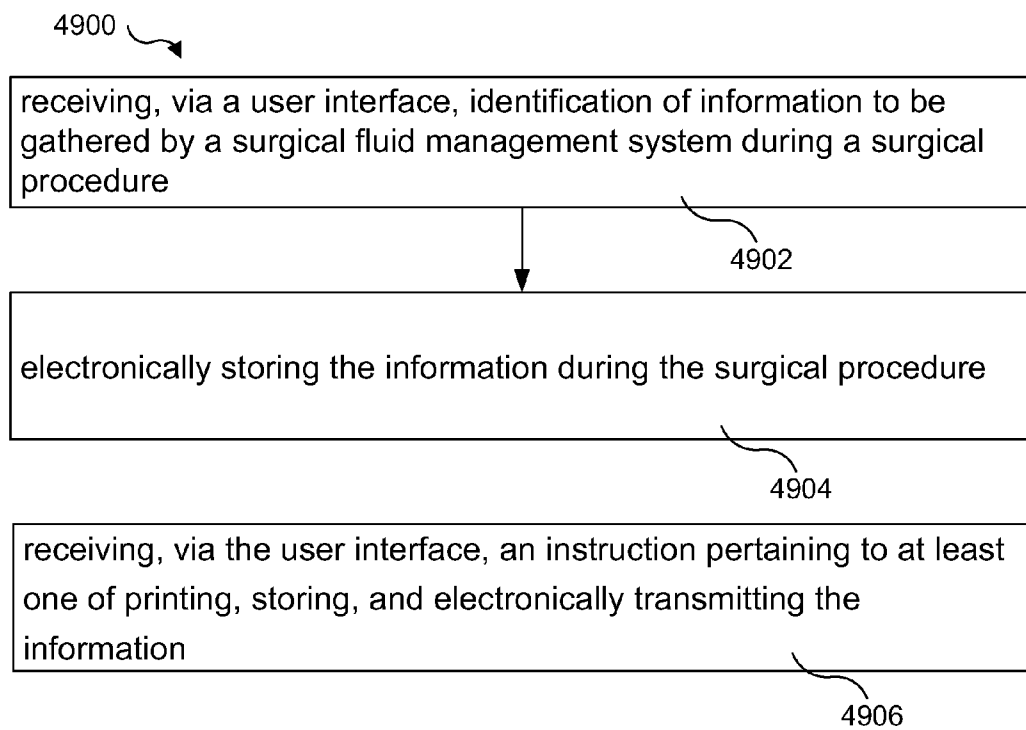 4900
receiving, via a user interface, identification of information to be
gathered by a surgical fluid management system during a surgical
procedure
4902
electronically storing the information during the surgical procedure
4904
receiving, via the user interface, an instruction pertaining to at least
one of printing, storing, and electronically transmitting the
information
4906